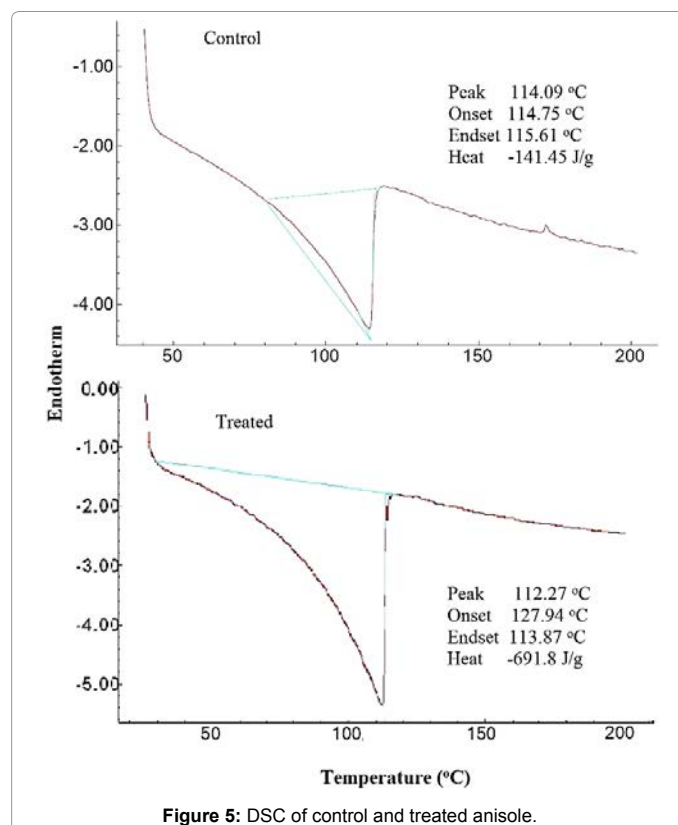 Control
Peak 114.09 °C
Onset 114.75 °C
Endset 115.61 °C
Heat -141.45 J/g
-1.00
-2.00
-3.00
-4.00
50 100 150 200
Endotherm
Treated
0.00
-1.00
-2.00
-3.00
-4.00
-5.00
Peak 112.27 °C
Onset 127.94 °C
Endset 113.87 °C
Heat -691.8 J/g
50 100 150 200
Temperature (°C)
Figure 5: DSC of control and treated anisole.